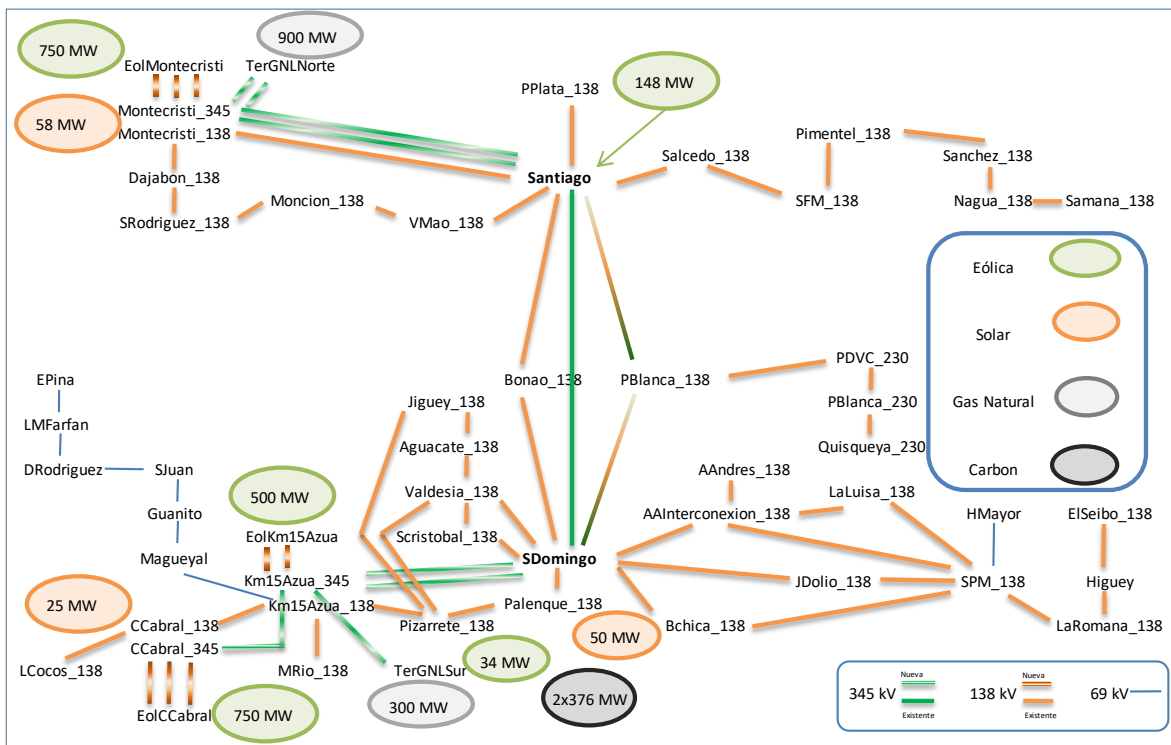 750 MW
900 MW
EolMontecristi
TerGNLNorte
148 MW
PPlata_138
Montecristi_345
58 MW
Montecristi_138
Pimentel_138
Salcedo_138
Sanchez_138
Dajabon_138
Santiago
Moncion_138
SFM_138
Nagua_138
Samana_138
SRodriguez_138
VMao_138
Eólica
Solar
Gas Natural
Carbon
PDVC_230
EPina
Bonao_138
PBlanca_138
Jiguey_138
PBlanca_230
LMFarfan
Aguacate_138
Quisqueya_230
DRodriguez
SJuan
AAndres_138
500 MW
Valdesia_138
LaLuisa_138
Guanito
AAInterconexion_138
HMayor
ElSeibo_138
EolKm15Azua
Scristobal_138
Magueyal
SDomingo
Km15Azua_345
JDolio_138
SPM_138
Higuey
25 MW
Km15Azua_138
Palenque_138
CCabral_138
Pizarrete_138
50 MW
Bchica_138
LaRomana_138
CCabral_345
LCocos_138
MRio_138
TerGNLSur
34 MW
300 MW
2x376 MW
EolCCabral
750 MW
Nueva
Nueva
345 kV
138 kV
69 kV
Existente
Existente